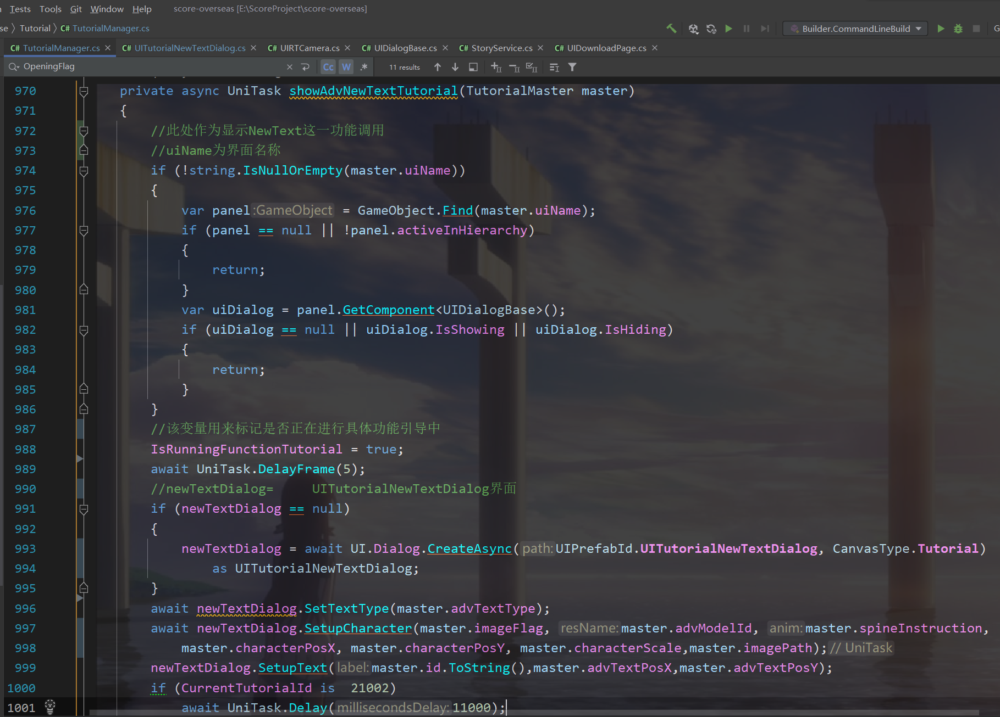 Tests Tools Git Window Help score-overseas [E:\ScoreProject\score-overseas]
se 〉 Tutorial 〉 C# TutorialManager.cs Builder.CommandLineBuild
C# TutorialManager.cs × C# UITutorialNewTextDialog.cs × C# UIRTCamera.cs × C# UIDialogBase.cs × C# StoryService.cs × C# UIDownloadPage.cs ×
OpeningFlag × Cc W .* 11 results
970 private async UniTask showAdvNewTextTutorial(TutorialMaster master)
971 {
972 //此处作为显示NewText这一功能调用
973 //uiName为界面名称
974 if (!string.IsNullOrEmpty(master.uiName))
975 {
976 var panel:GameObject = GameObject.Find(master.uiName);
977 if (panel == null || !panel.activeInHierarchy)
978 {
979 return;
980 }
981 var uiDialog = panel.GetComponent<UIDialogBase>();
982 if (uiDialog == null || uiDialog.IsShowing || uiDialog.IsHiding)
983 {
984 return;
985 }
986 }
987 //该变量用来标记是否正在进行具体功能引导中
988 IsRunningFunctionTutorial = true;
989 await UniTask.DelayFrame(5);
990 //newTextDialog= UITutorialNewTextDialog界面
991 if (newTextDialog == null)
992 {
993 newTextDialog = await UI.Dialog.CreateAsync(path:UIPrefabId.UITutorialNewTextDialog, CanvasType.Tutorial)
994 as UITutorialNewTextDialog;
995 }
996 await newTextDialog.SetTextType(master.advTextType);
997 await newTextDialog.SetupCharacter(master.imageFlag, resName:master.advModelId, anim:master.spineInstruction,
998 master.characterPosX, master.characterPosY, master.characterScale,master.imagePath);// UniTask
999 newTextDialog.SetupText(label:master.id.ToString(),master.advTextPosX,master.advTextPosY);
1000 if (CurrentTutorialId is 21002)
1001 await UniTask.Delay(millisecondsDelay:11000);